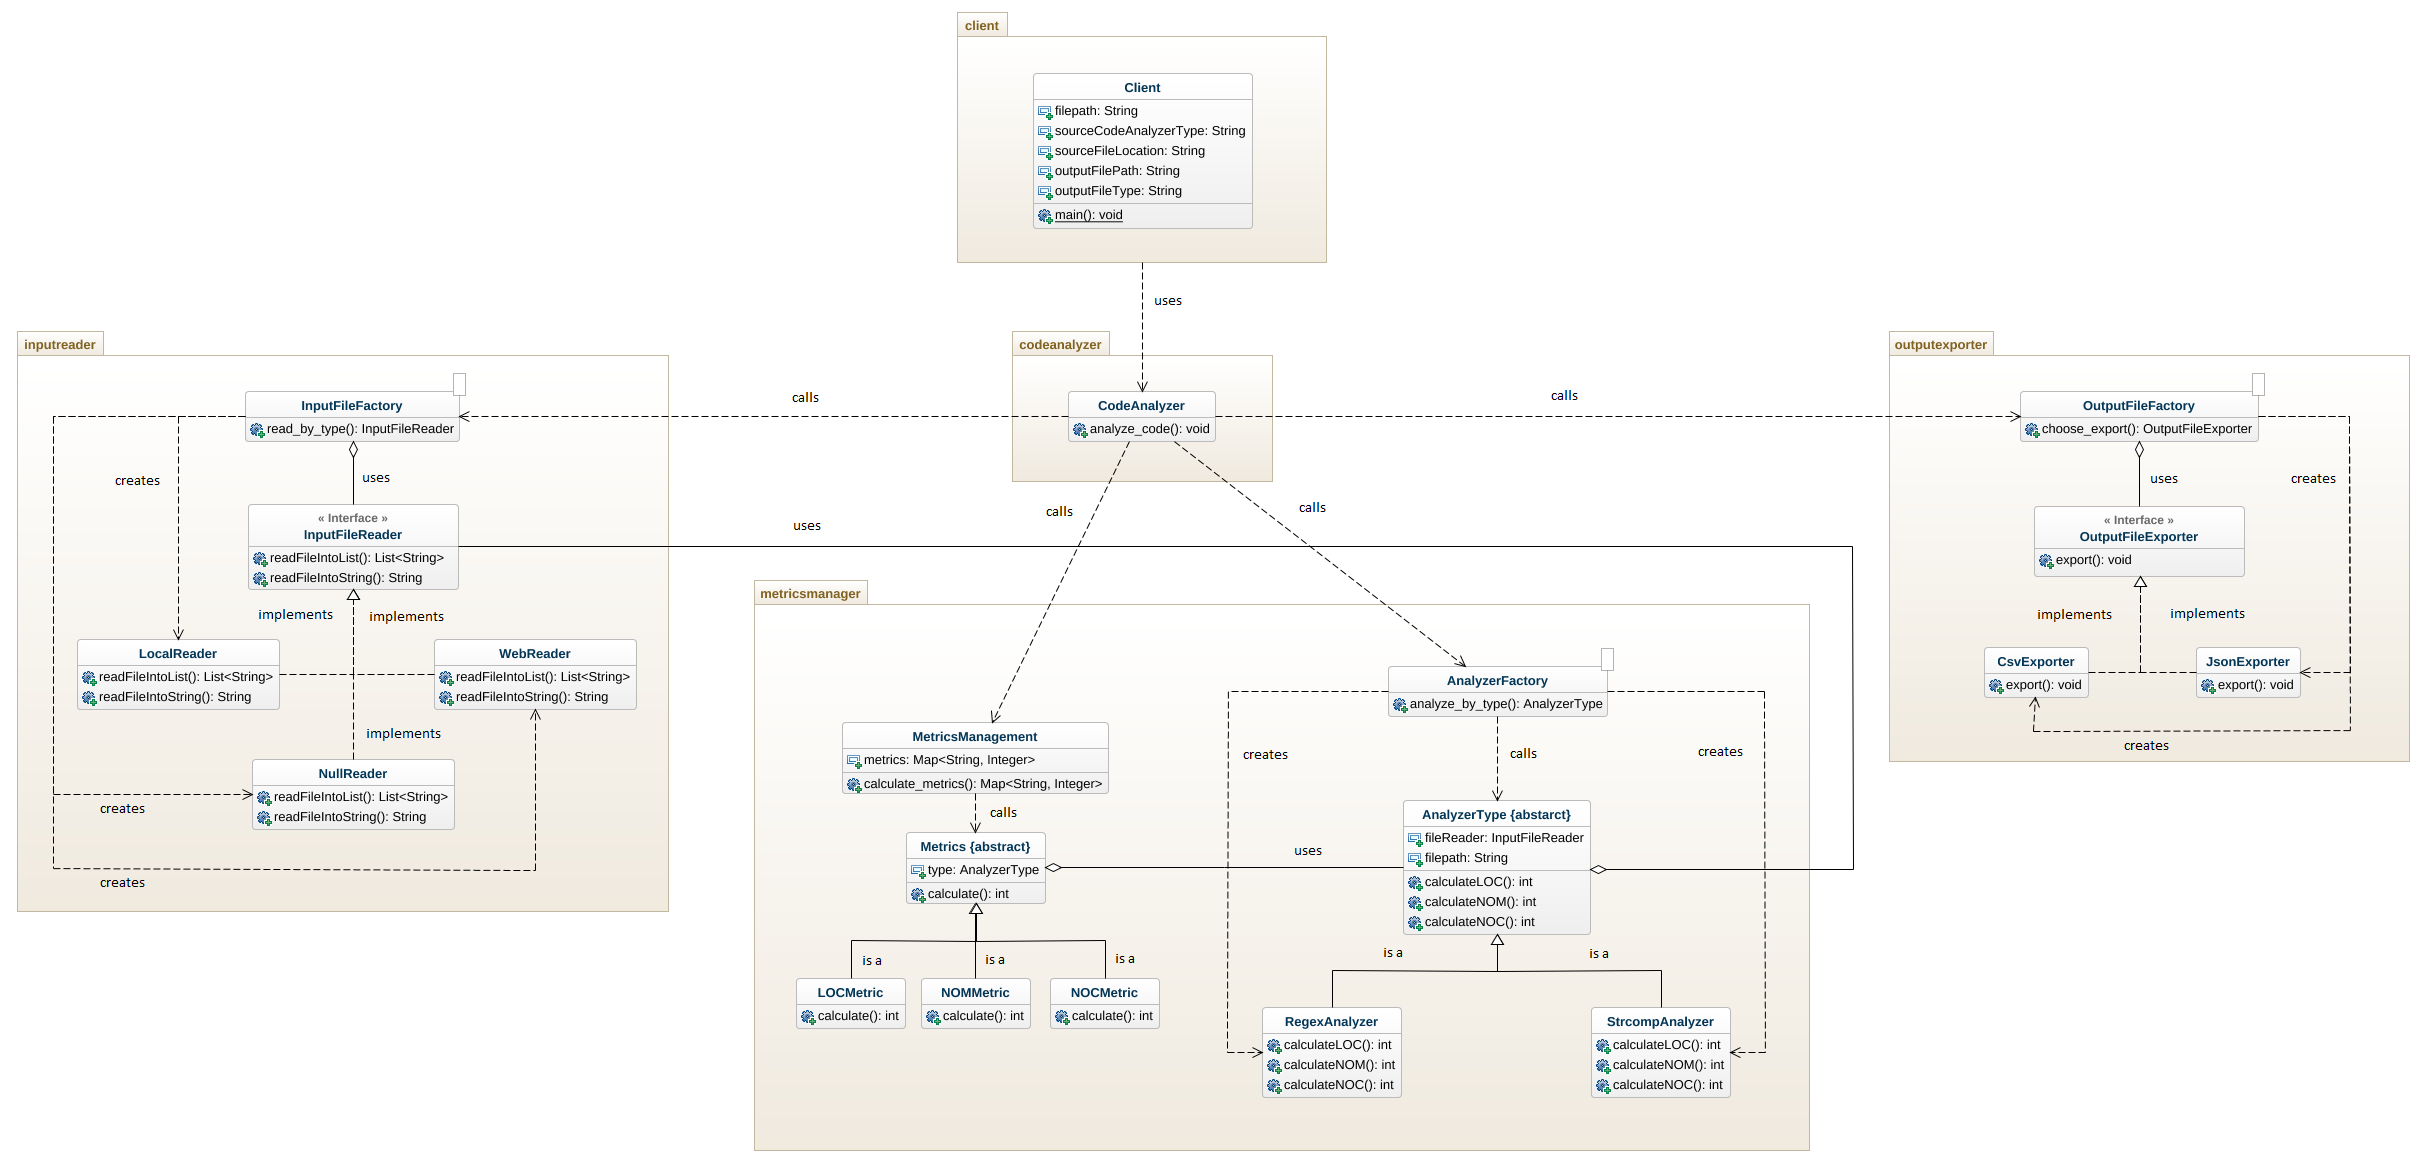 client
Client
filepath: String
sourceCodeAnalyzerType: String
sourceFileLocation: String
outputFilePath: String
outputFileType: String
main(): void
uses
inputreader
InputFileFactory
read_by_type(): InputFileReader
creates
uses
« Interface »
InputFileReader
readFileIntoList(): List<String>
readFileIntoString(): String
implements
implements
LocalReader
readFileIntoList(): List<String>
readFileIntoString(): String
WebReader
readFileIntoList(): List<String>
readFileIntoString(): String
implements
NullReader
readFileIntoList(): List<String>
readFileIntoString(): String
creates
creates
calls
codeanalyzer
CodeAnalyzer
analyze_code(): void
calls
calls
calls
uses
outputexporter
OutputFileFactory
choose_export(): OutputFileExporter
uses
creates
« Interface »
OutputFileExporter
export(): void
implements
implements
CsvExporter
export(): void
JsonExporter
export(): void
creates
metricsmanager
MetricsManagement
metrics: Map<String, Integer>
calculate_metrics(): Map<String, Integer>
calls
Metrics {abstract}
type: AnalyzerType
calculate(): int
is a
is a
is a
LOCMetric
calculate(): int
NOMMetric
calculate(): int
NOCMetric
calculate(): int
AnalyzerFactory
analyze_by_type(): AnalyzerType
creates
calls
creates
uses
AnalyzerType {abstarct}
fileReader: InputFileReader
filepath: String
calculateLOC(): int
calculateNOM(): int
calculateNOC(): int
is a
is a
RegexAnalyzer
calculateLOC(): int
calculateNOM(): int
calculateNOC(): int
StrcompAnalyzer
calculateLOC(): int
calculateNOM(): int
calculateNOC(): int